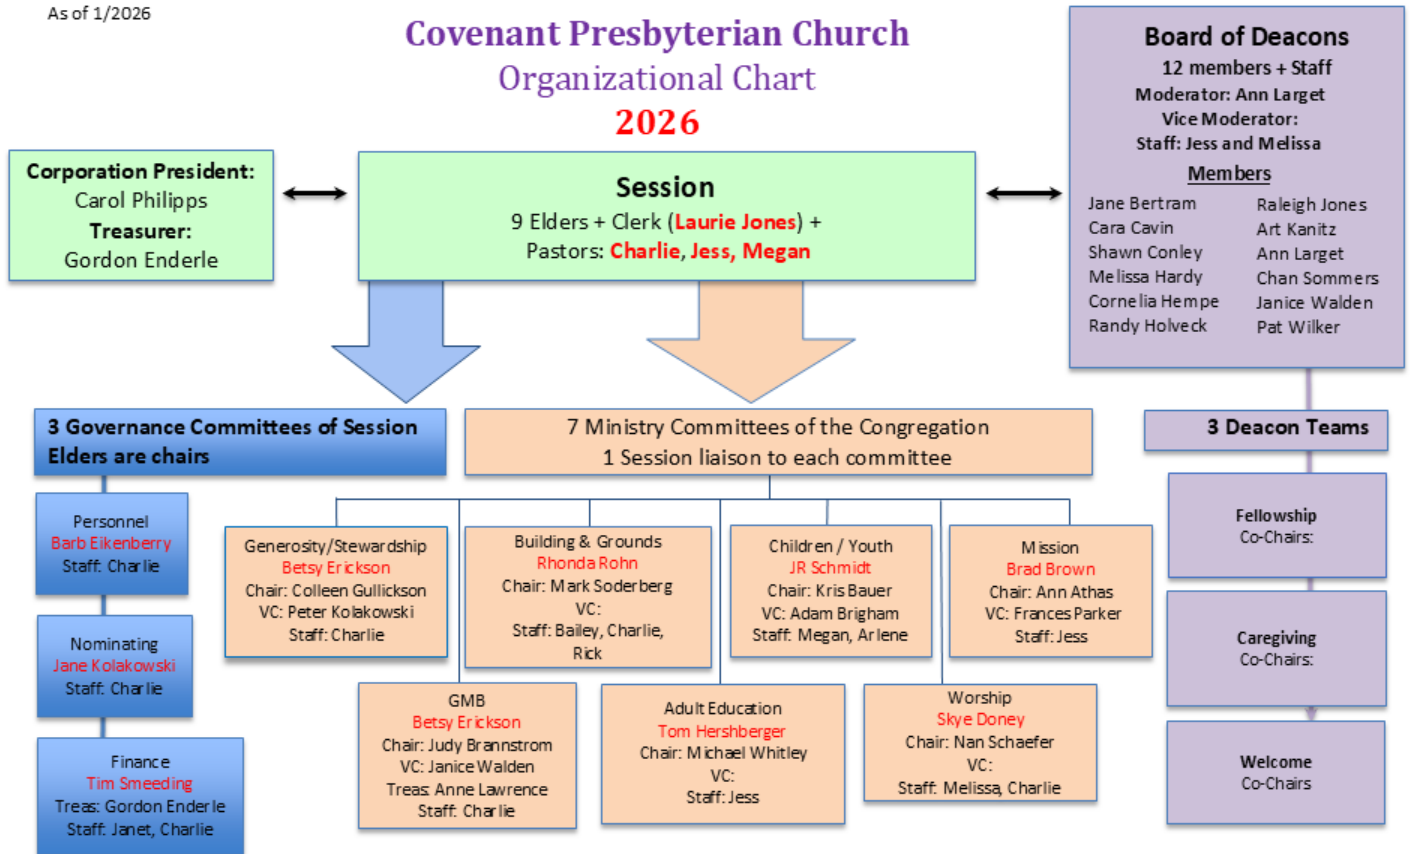 As of 1/2026
Covenant Presbyterian Church
Organizational Chart
2026
Corporation President:
Carol Philipps
Treasurer:
Gordon Enderle
Session
9 Elders + Clerk (Laurie Jones) +
Pastors: Charlie, Jess, Megan
Board of Deacons
12 members + Staff
Moderator: Ann Larget
Vice Moderator:
Staff: Jess and Melissa
Members
Jane Bertram
Cara Cavin
Shawn Conley
Melissa Hardy
Cornelia Hempe
Randy Holveck
Raleigh Jones
Art Kanitz
Ann Larget
Chan Sommers
Janice Walden
Pat Wilker
3 Governance Committees of Session
Elders are chairs
Personnel
Barb Eikenberry
Staff: Charlie
Nominating
Jane Kolakowski
Staff: Charlie
Finance
Tim Smeeding
Treas: Gordon Enderle
Staff: Janet, Charlie
7 Ministry Committees of the Congregation
1 Session liaison to each committee
Generosity/Stewardship
Betsy Erickson
Chair: Colleen Gullickson
VC: Peter Kolakowski
Staff: Charlie
Building & Grounds
Rhonda Rohn
Chair: Mark Soderberg
VC:
Staff: Bailey, Charlie,
Rick
Children / Youth
JR Schmidt
Chair: Kris Bauer
VC: Adam Brigham
Staff: Megan, Arlene
Mission
Brad Brown
Chair: Ann Athas
VC: Frances Parker
Staff: Jess
GMB
Betsy Erickson
Chair: Judy Brannstrom
VC: Janice Walden
Treas: Anne Lawrence
Staff: Charlie
Adult Education
Tom Hershberger
Chair: Michael Whitley
VC:
Staff: Jess
Worship
Skye Doney
Chair: Nan Schaefer
VC:
Staff: Melissa, Charlie
3 Deacon Teams
Fellowship
Co-Chairs:
Caregiving
Co-Chairs:
Welcome
Co-Chairs